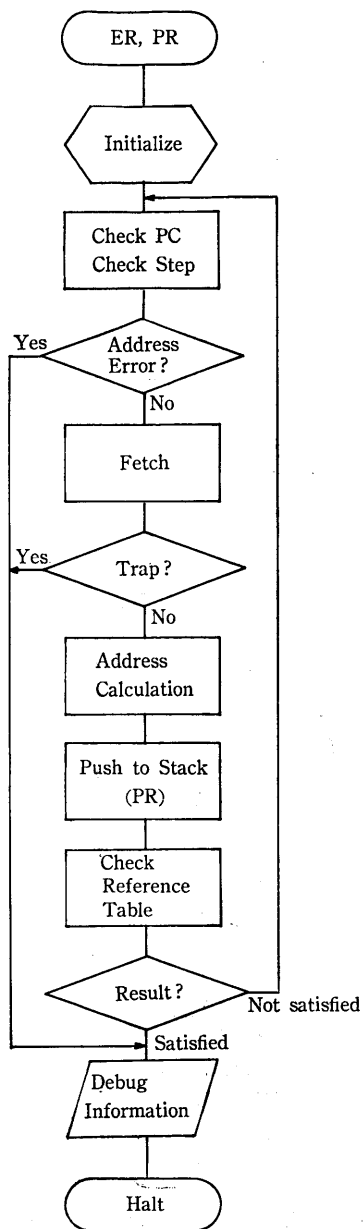 ER, PR
Initialize
Check PC
Check Step
Yes
Address
Error?
No
Fetch
Yes
Trap?
No
Address
Calculation
Push to Stack
(PR)
Check
Reference
Table
Result?
Not satisfied
Satisfied
Debug
Information
Halt